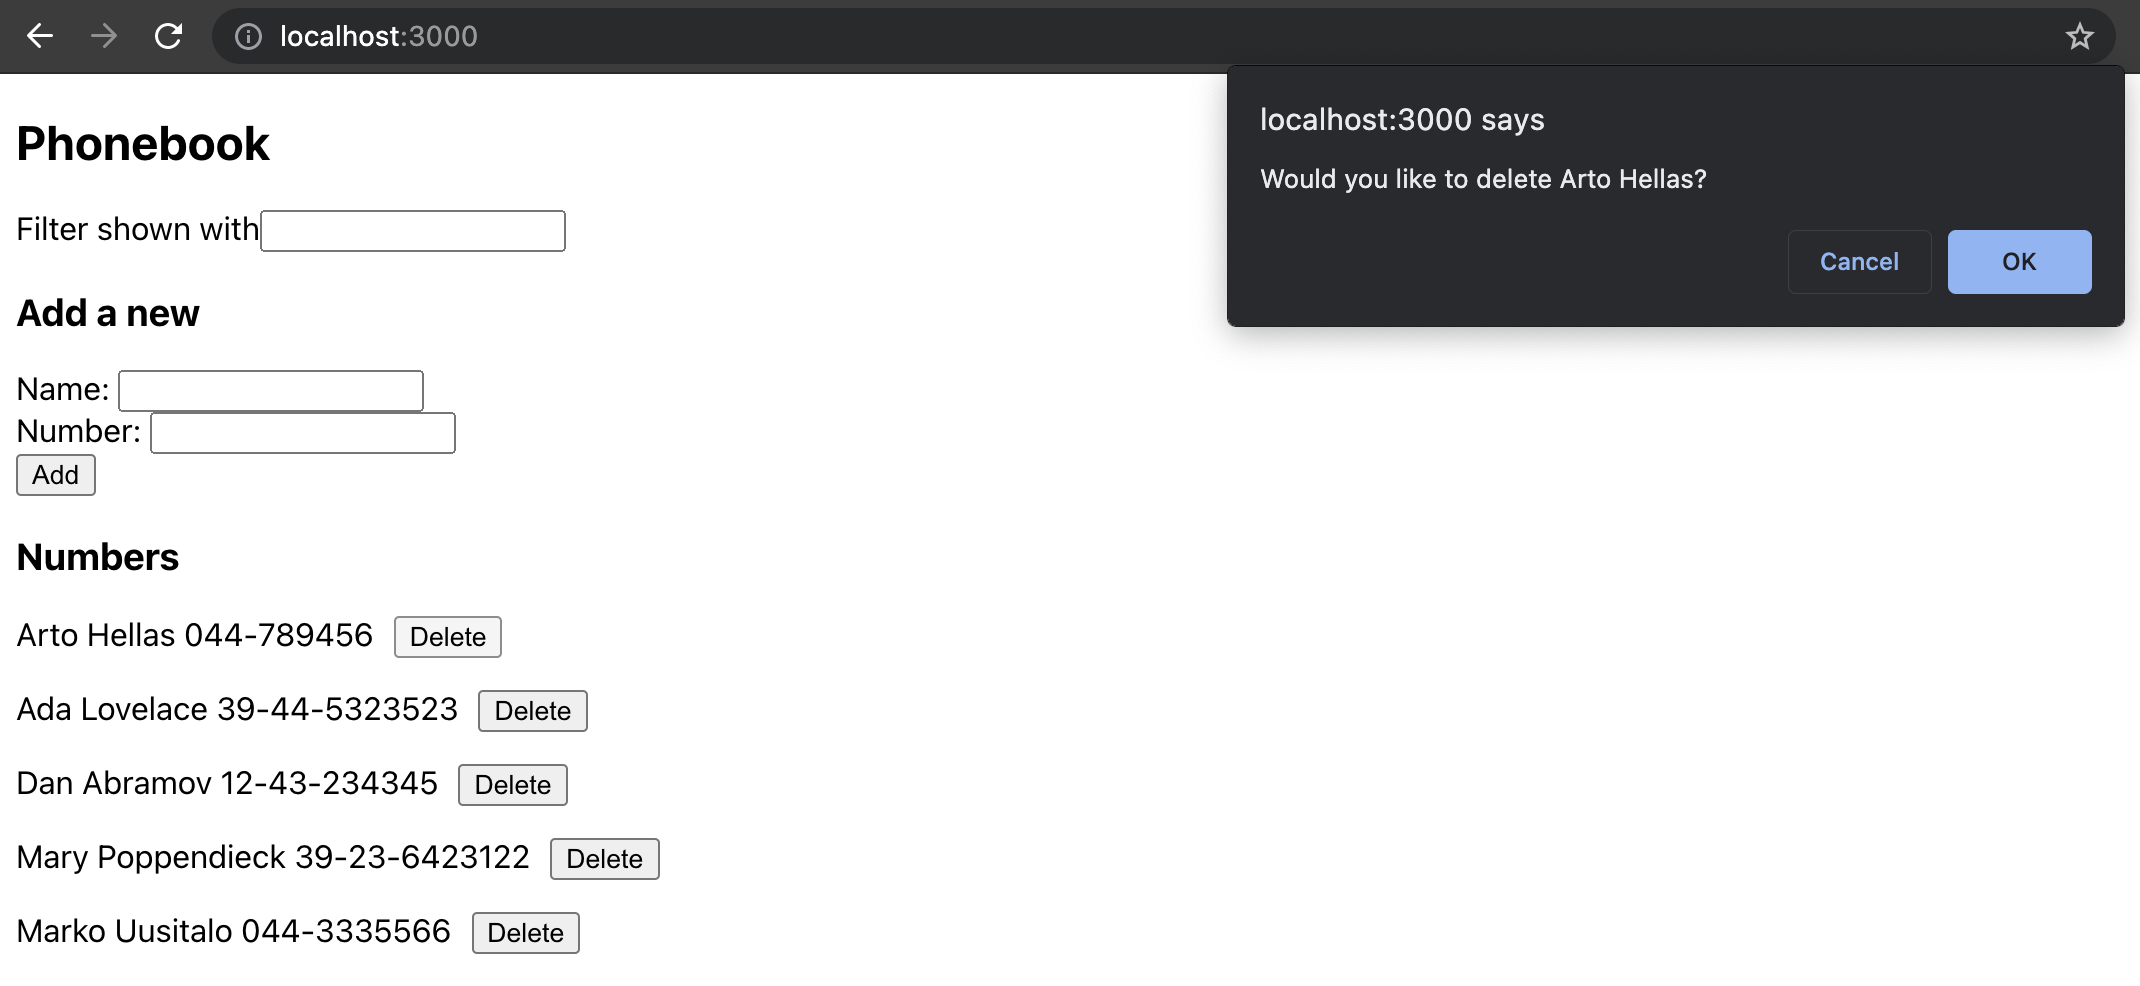 localhost:3000
localhost:3000 says
Would you like to delete Arto Hellas?
Cancel OK
Phonebook
Filter shown with
Add a new
Name:
Number:
Add
Numbers
Arto Hellas 044-789456 Delete
Ada Lovelace 39-44-5323523 Delete
Dan Abramov 12-43-234345 Delete
Mary Poppendieck 39-23-6423122 Delete
Marko Uusitalo 044-3335566 Delete